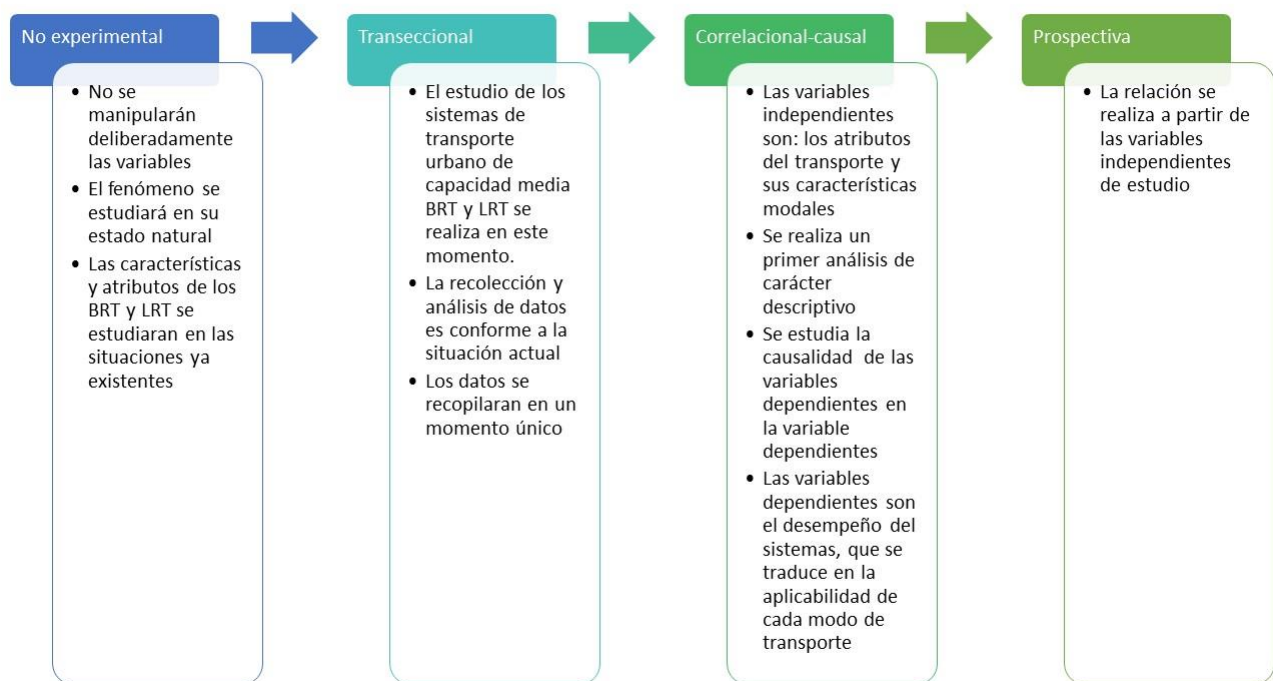 No experimental
• No se
manipularán
deliberadamente
las variables
• El fenómeno se
estudiará en su
estado natural
• Las características
y atributos de los
BRT y LRT se
estudiaran en las
situaciones ya
existentes
Transeccional
• El estudio de los
sistemas de
transporte
urbano de
capacidad media
BRT y LRT se
realiza en este
momento.
• La recolección y
análisis de datos
es conforme a la
situación actual
• Los datos se
recopilaran en un
momento único
Correlacional-causal
• Las variables
independientes
son: los atributos
del transporte y
sus características
modales
• Se realiza un
primer análisis de
carácter
descriptivo
• Se estudia la
causalidad de las
variables
dependientes en
la variable
dependientes
• Las variables
dependientes son
el desempeño del
sistemas, que se
traduce en la
aplicabilidad de
cada modo de
transporte
Prospectiva
• La relación se
realiza a partir de
las variables
independientes
de estudio